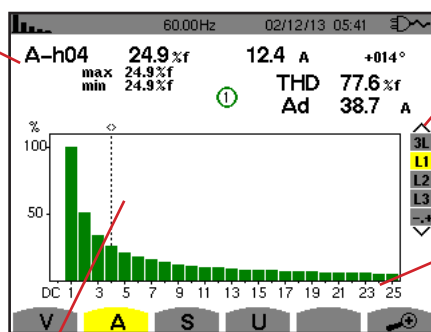 60.00Hz 02/12/13 05:41
A-h04 24.9 %f 12.4 A +014°
max 24.9%f
min 24.9%f
THD 77.6 %f
1
Ad 38.7 A
%
100
50
3L
L1
L2
L3
-.+
DC 1 3 5 7 9 11 13 15 17 19 21 23 25
V A S U